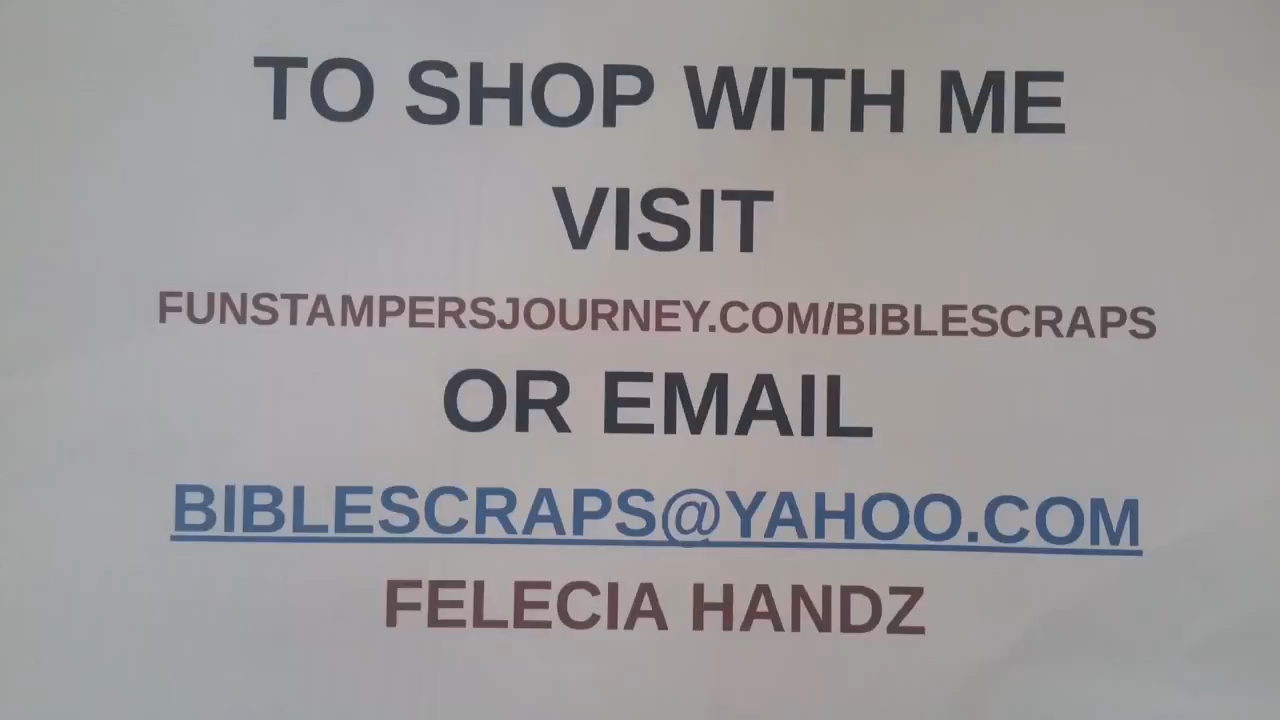 TO SHOP WITH ME
VISIT
FUNSTAMPERSJOURNEY.COM/BIBLESCRAPS
OR EMAIL
BIBLESCRAPS@YAHOO.COM
FELECIA HANDZ